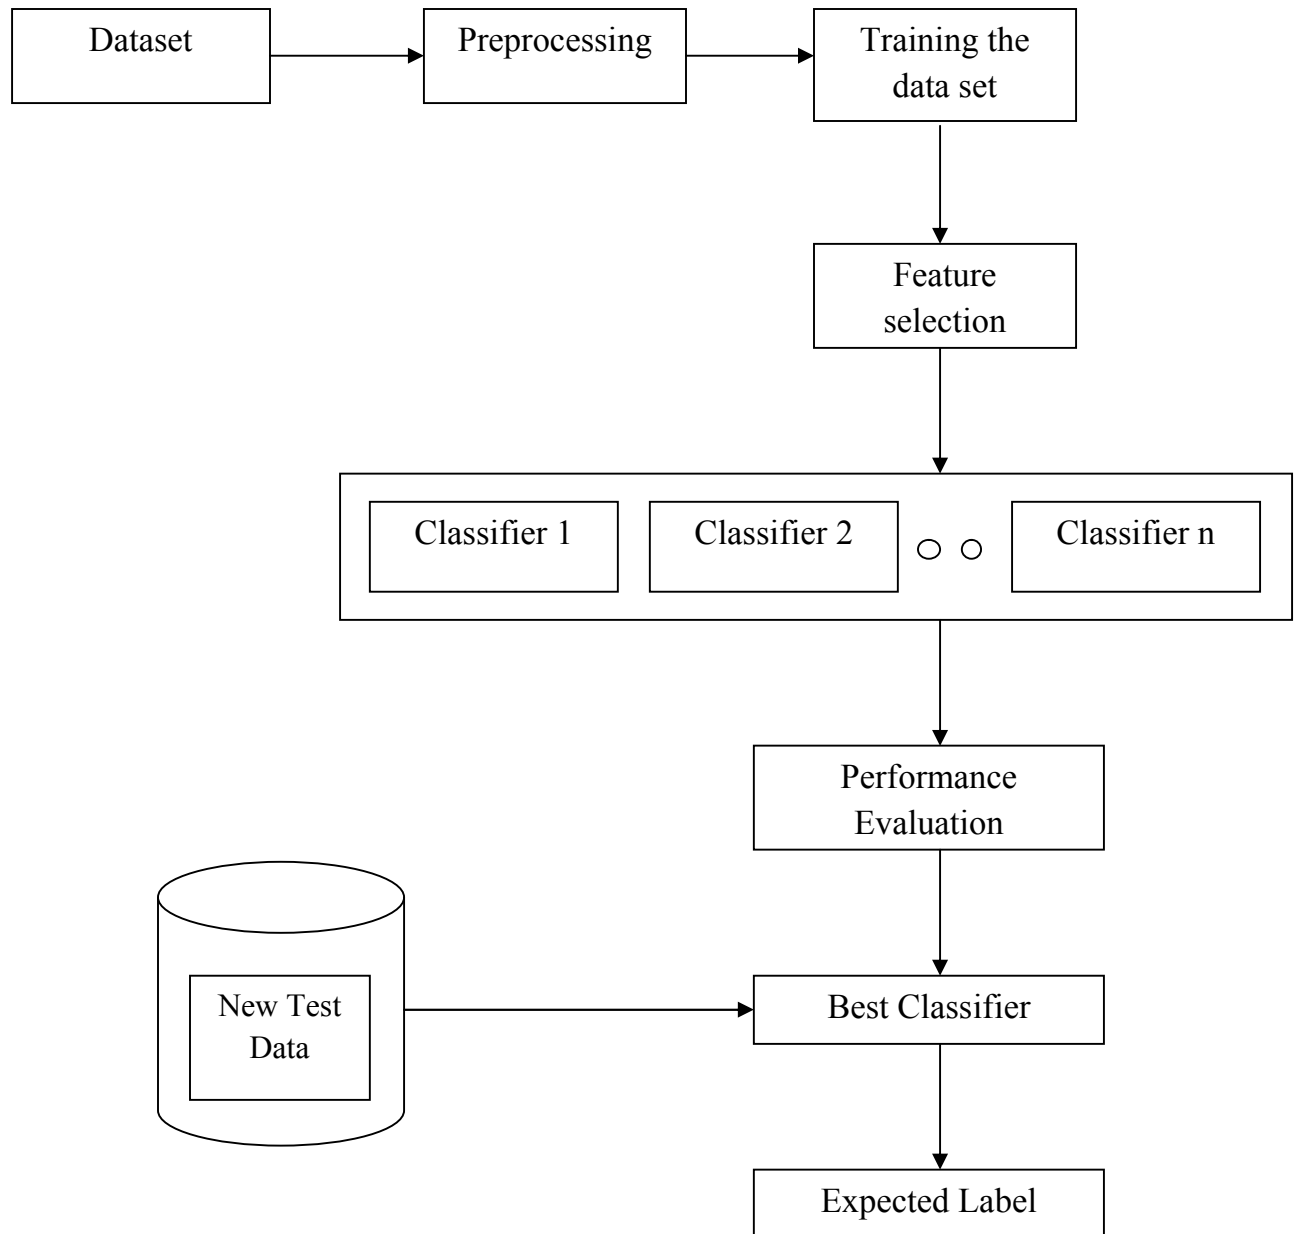 Dataset
Preprocessing
Training the
data set
Feature
selection
Classifier 1
Classifier 2
Classifier n
Performance
Evaluation
New Test
Data
Best Classifier
Expected Label